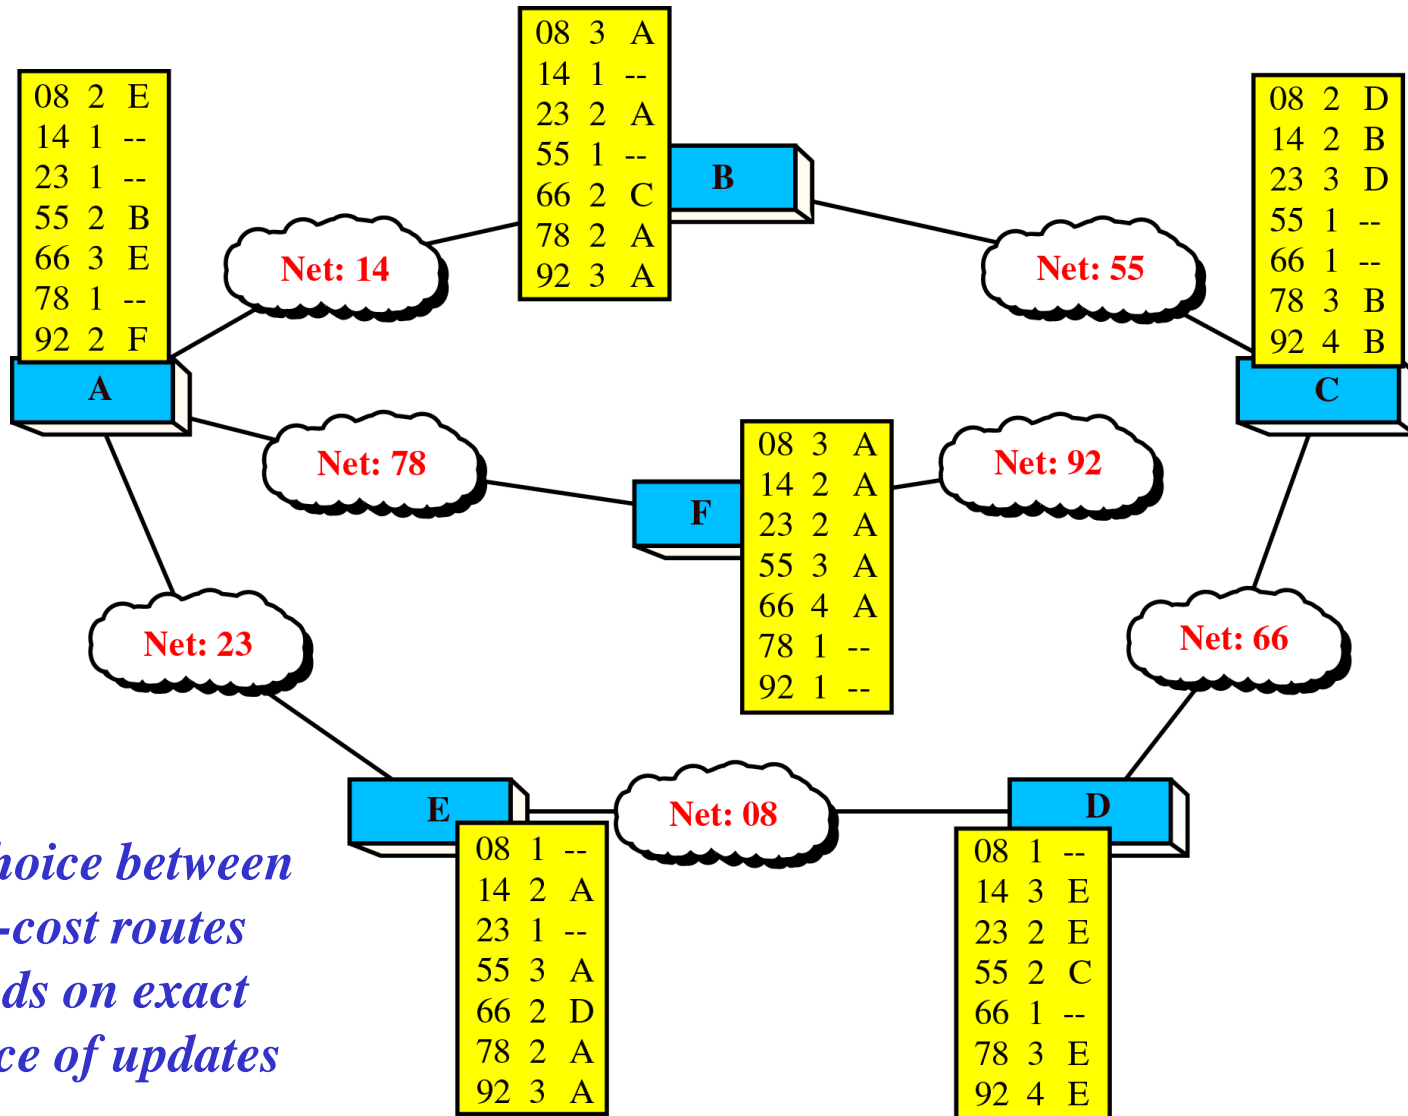 08 3 A
14 1 --
23 2 A
55 1 --
66 2 C
78 2 A
92 3 A
B
08 2 E
14 1 --
23 1 --
55 2 B
66 3 E
78 1 --
92 2 F
A
08 2 D
14 2 B
23 3 D
55 1 --
66 1 --
78 3 B
92 4 B
C
Net: 14
Net: 55
Net: 78
F
08 3 A
14 2 A
23 2 A
55 3 A
66 4 A
78 1 --
92 1 --
Net: 92
Net: 23
Net: 66
E
Net: 08
D
08 1 --
14 2 A
23 1 --
55 3 A
66 2 D
78 2 A
92 3 A
08 1 --
14 3 E
23 2 E
55 2 C
66 1 --
78 3 E
92 4 E
hoice between
-cost routes
ds on exact
ce of updates